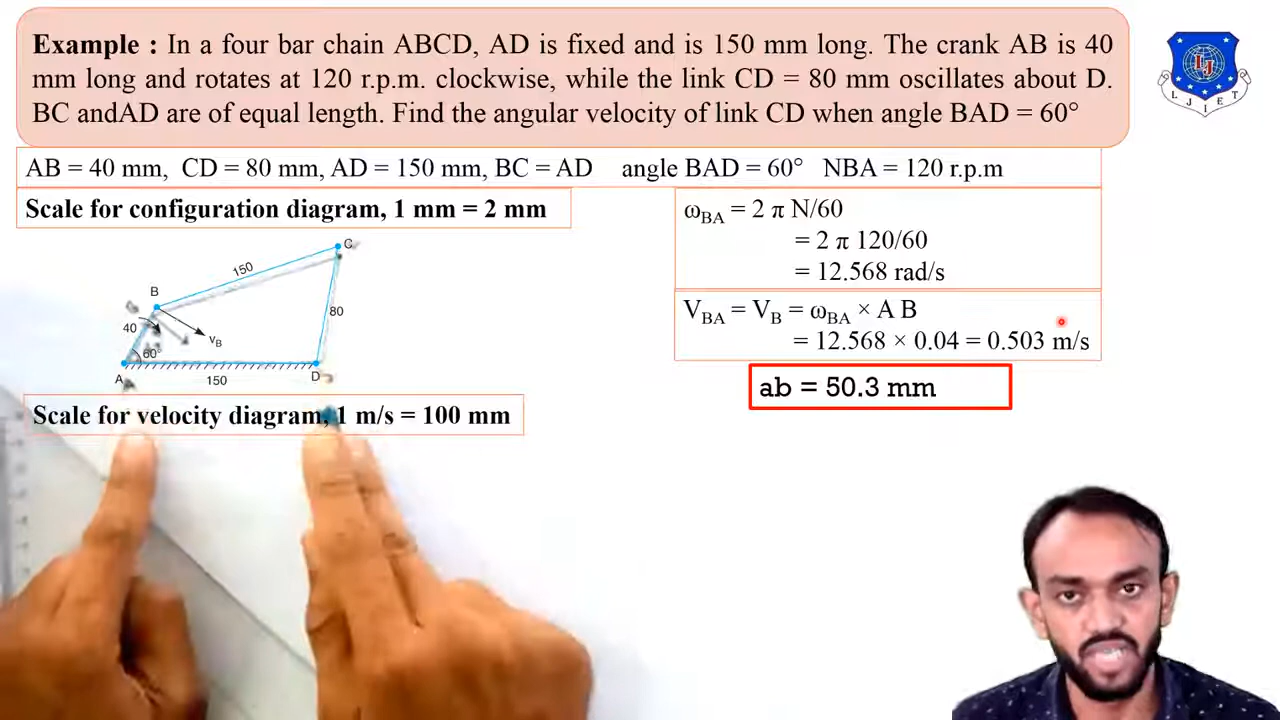 Example : In a four bar chain ABCD, AD is fixed and is 150 mm long. The crank AB is 40
mm long and rotates at 120 r.p.m. clockwise, while the link CD = 80 mm oscillates about D.
BC andAD are of equal length. Find the angular velocity of link CD when angle BAD = 60°
LJIET
AB = 40 mm, CD = 80 mm, AD = 150 mm, BC = AD angle BAD = 60° NBA = 120 r.p.m
Scale for configuration diagram, 1 mm = 2 mm
C
150
B
40
80
vB
60°
A
150
D
Scale for velocity diagram, 1 m/s = 100 mm
ωBA = 2 π N/60
= 2 π 120/60
= 12.568 rad/s
VBA = VB = ωBA × A B
= 12.568 × 0.04 = 0.503 m/s
ab = 50.3 mm